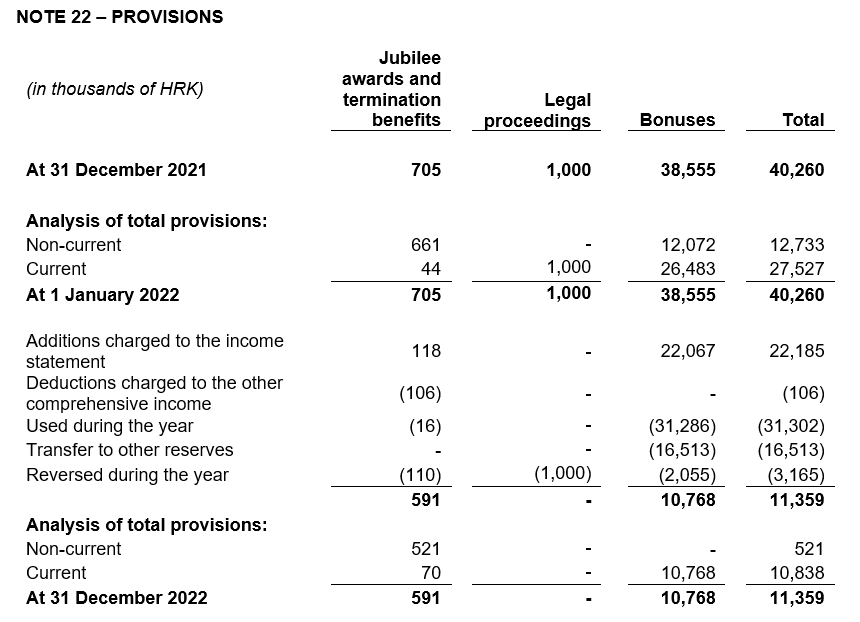 NOTE 22 – PROVISIONS
Jubilee
awards and
termination
benefits
(in thousands of HRK)
Legal
proceedings
Bonuses
Total
At 31 December 2021 705 1,000 38,555 40,260
Analysis of total provisions:
Non-current 661 - 12,072 12,733
Current 44 1,000 26,483 27,527
At 1 January 2022 705 1,000 38,555 40,260
Additions charged to the income
statement 118 - 22,067 22,185
Deductions charged to the other
comprehensive income (106) - - (106)
Used during the year (16) - (31,286) (31,302)
Transfer to other reserves - - (16,513) (16,513)
Reversed during the year (110) (1,000) (2,055) (3,165)
591 - 10,768 11,359
Analysis of total provisions:
Non-current 521 - - 521
Current 70 - 10,768 10,838
At 31 December 2022 591 - 10,768 11,359